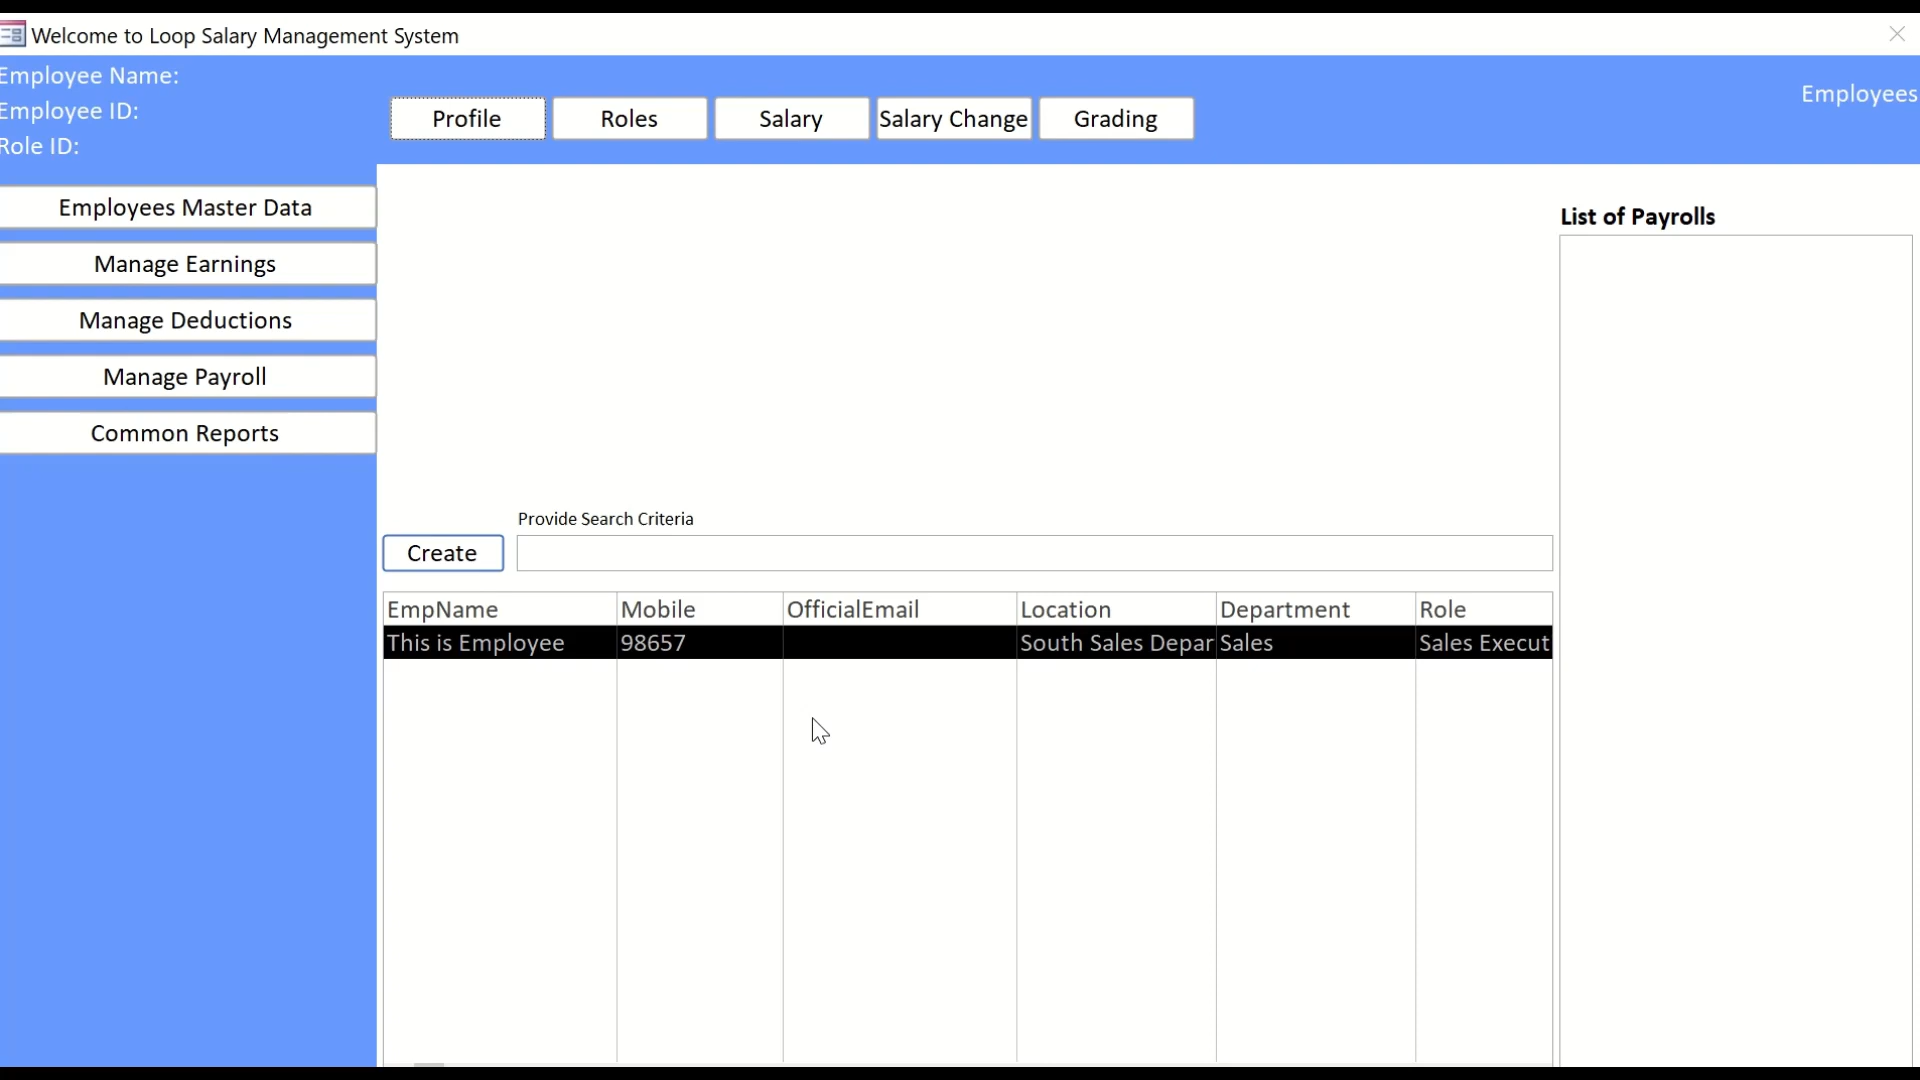 Welcome to Loop Salary Management System
Employee Name:
Employee ID:
Role ID:
Profile
Roles
Salary
Salary Change
Grading
Employees
Employees Master Data
Manage Earnings
Manage Deductions
Manage Payroll
Common Reports
List of Payrolls
Provide Search Criteria
Create
EmpName Mobile OfficialEmail Location Department Role
This is Employee 98657 South Sales Depar Sales Sales Execut